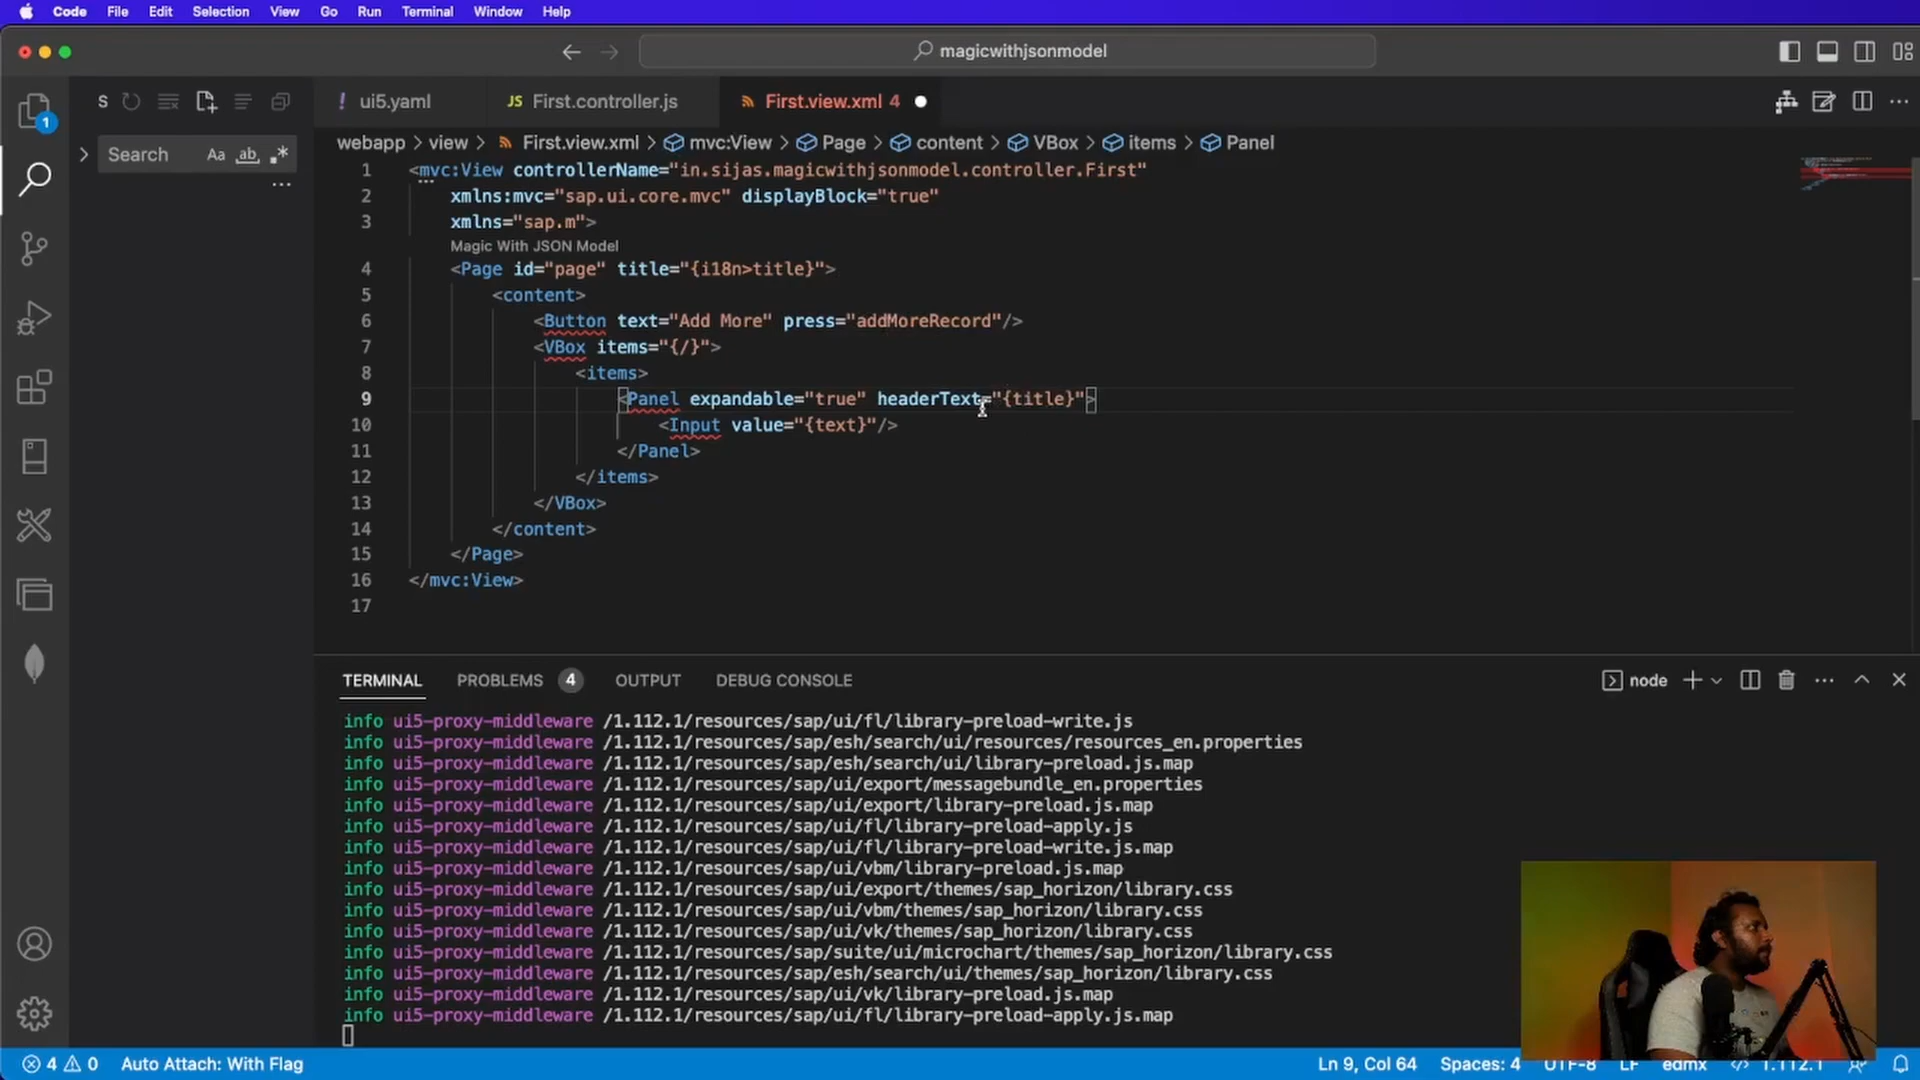 Code File Edit Selection View Go Run Terminal Window Help
magicwithjsonmodel
S
ui5.yaml
JS First.controller.js
First.view.xml 4
1
Search Aa ab
webapp > view > First.view.xml > mvc:View > Page > content > VBox > items > Panel
1 <mvc:View controllerName="in.sijas.magicwithjsonmodel.controller.First"
2 xmlns:mvc="sap.ui.core.mvc" displayBlock="true"
3 xmlns="sap.m">
Magic With JSON Model
4 <Page id="page" title="{i18n>title}">
5 <content>
6 <Button text="Add More" press="addMoreRecord"/>
7 <VBox items="{/}">
8 <items>
9 <Panel expandable="true" headerText="{title}">
10 <Input value="{text}"/>
11 </Panel>
12 </items>
13 </VBox>
14 </content>
15 </Page>
16 </mvc:View>
17
TERMINAL PROBLEMS 4 OUTPUT DEBUG CONSOLE node
info ui5-proxy-middleware /1.112.1/resources/sap/ui/fl/library-preload-write.js
info ui5-proxy-middleware /1.112.1/resources/sap/esh/search/ui/resources/resources_en.properties
info ui5-proxy-middleware /1.112.1/resources/sap/esh/search/ui/library-preload.js.map
info ui5-proxy-middleware /1.112.1/resources/sap/ui/export/messagebundle_en.properties
info ui5-proxy-middleware /1.112.1/resources/sap/ui/export/library-preload.js.map
info ui5-proxy-middleware /1.112.1/resources/sap/ui/fl/library-preload-apply.js
info ui5-proxy-middleware /1.112.1/resources/sap/ui/fl/library-preload-write.js.map
info ui5-proxy-middleware /1.112.1/resources/sap/ui/vbm/library-preload.js.map
info ui5-proxy-middleware /1.112.1/resources/sap/ui/export/themes/sap_horizon/library.css
info ui5-proxy-middleware /1.112.1/resources/sap/ui/vbm/themes/sap_horizon/library.css
info ui5-proxy-middleware /1.112.1/resources/sap/ui/vk/themes/sap_horizon/library.css
info ui5-proxy-middleware /1.112.1/resources/sap/suite/ui/microchart/themes/sap_horizon/library.css
info ui5-proxy-middleware /1.112.1/resources/sap/esh/search/ui/themes/sap_horizon/library.css
info ui5-proxy-middleware /1.112.1/resources/sap/ui/vk/library-preload.js.map
info ui5-proxy-middleware /1.112.1/resources/sap/ui/fl/library-preload-apply.js.map
4 0 Auto Attach: With Flag Ln 9, Col 64 Spaces: 4 UTF-8 LF edmx 1.112.1